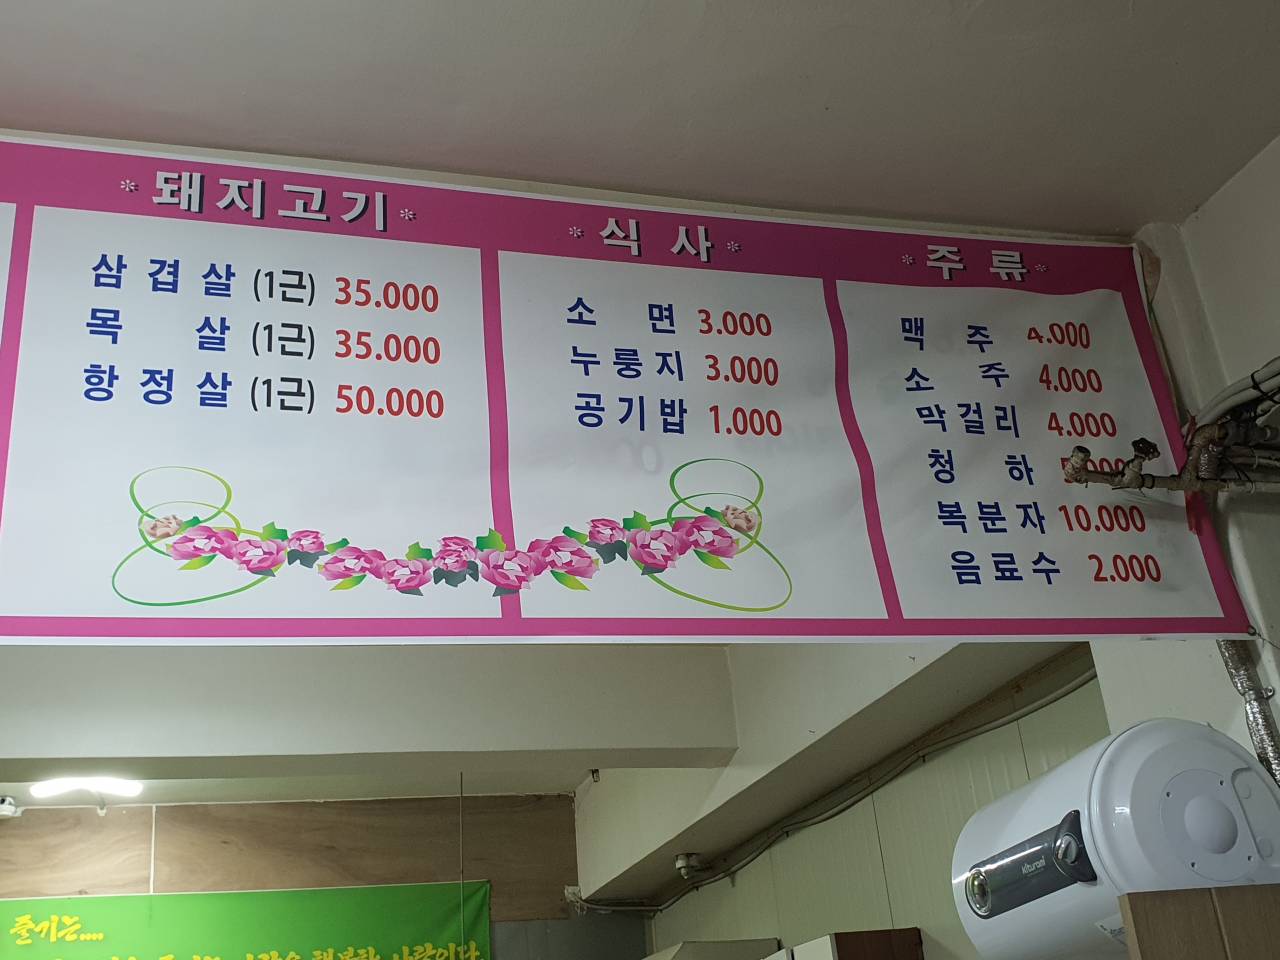 돼지고기
삼겹살 (1근) 35.000
목살 (1근) 35.000
항정살 (1근) 50.000
식사
소면 3.000
누룽지 3.000
공기밥 1.000
주류
맥주 4.000
소주 4.000
막걸리 4.000
청하
복분자 10.000
음료수 2.000
Kiturami
즐기는....